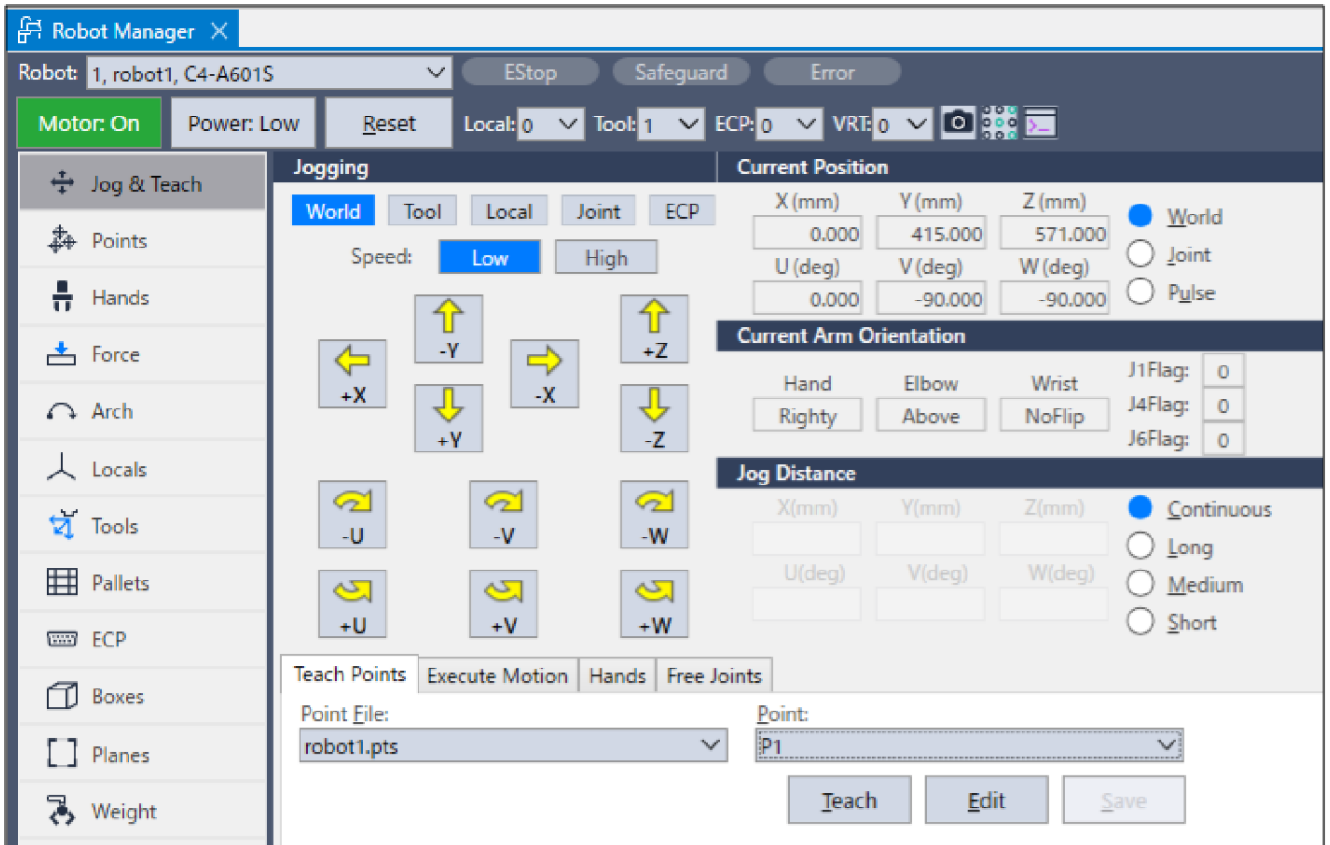 Robot Manager
Robot: 1, robot1, C4-A601S EStop Safeguard Error
Motor: On Power: Low Reset Local: 0 Tool: 1 ECP: 0 VRT: 0
Jog & Teach
Points
Hands
Force
Arch
Locals
Tools
Pallets
ECP
Boxes
Planes
Weight
Jogging
World Tool Local Joint ECP
Speed: Low High
-Y +Z
+X -X
+Y -Z
-U -V -W
+U +V +W
Current Position
X (mm) Y (mm) Z (mm)
0.000 415.000 571.000
U (deg) V (deg) W (deg)
0.000 -90.000 -90.000
World
Joint
Pulse
Current Arm Orientation
Hand Elbow Wrist
Righty Above NoFlip
J1Flag: 0
J4Flag: 0
J6Flag: 0
Jog Distance
X(mm) Y(mm) Z(mm)
U(deg) V(deg) W(deg)
Continuous
Long
Medium
Short
Teach Points Execute Motion Hands Free Joints
Point File: Point:
robot1.pts P1
Teach Edit Save